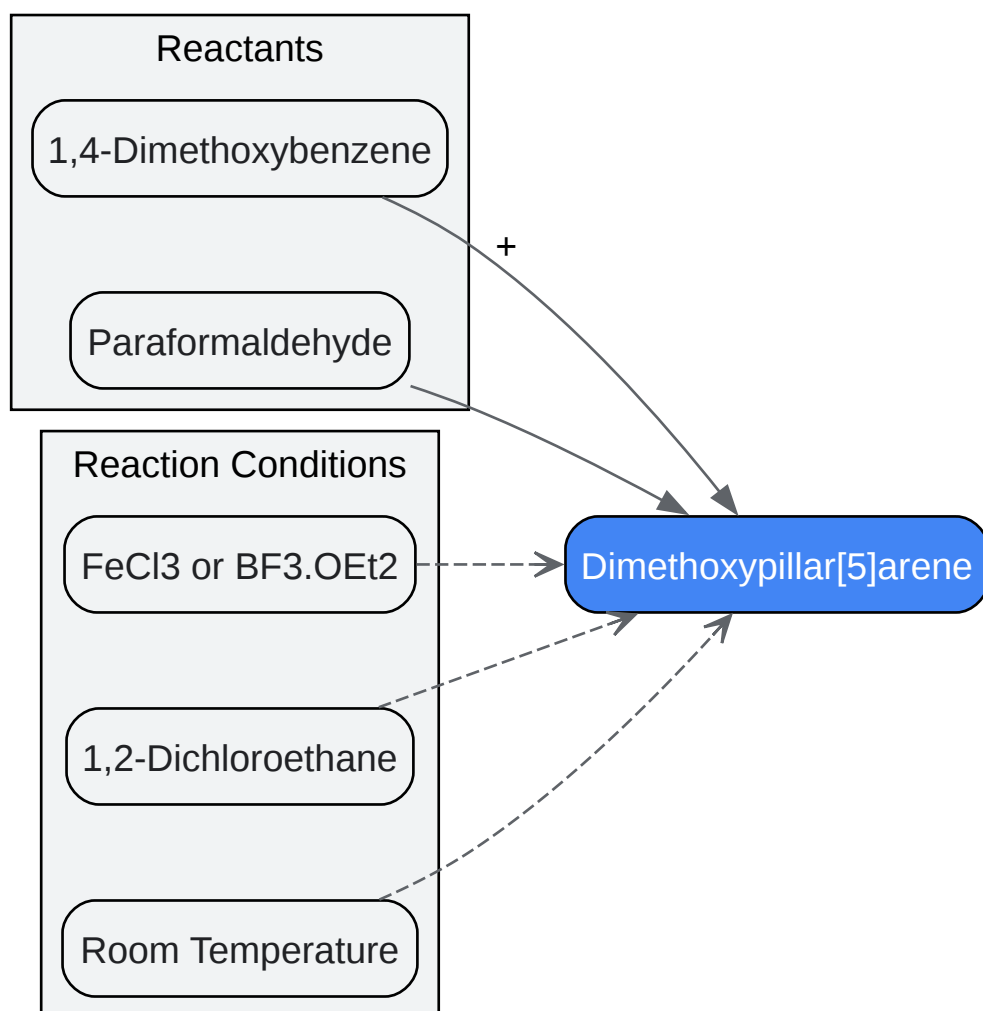 Reactants
1,4-Dimethoxybenzene
+
Paraformaldehyde
Reaction Conditions
FeCl3 or BF3.OEt2
Dimethoxypillar[5]arene
1,2-Dichloroethane
Room Temperature